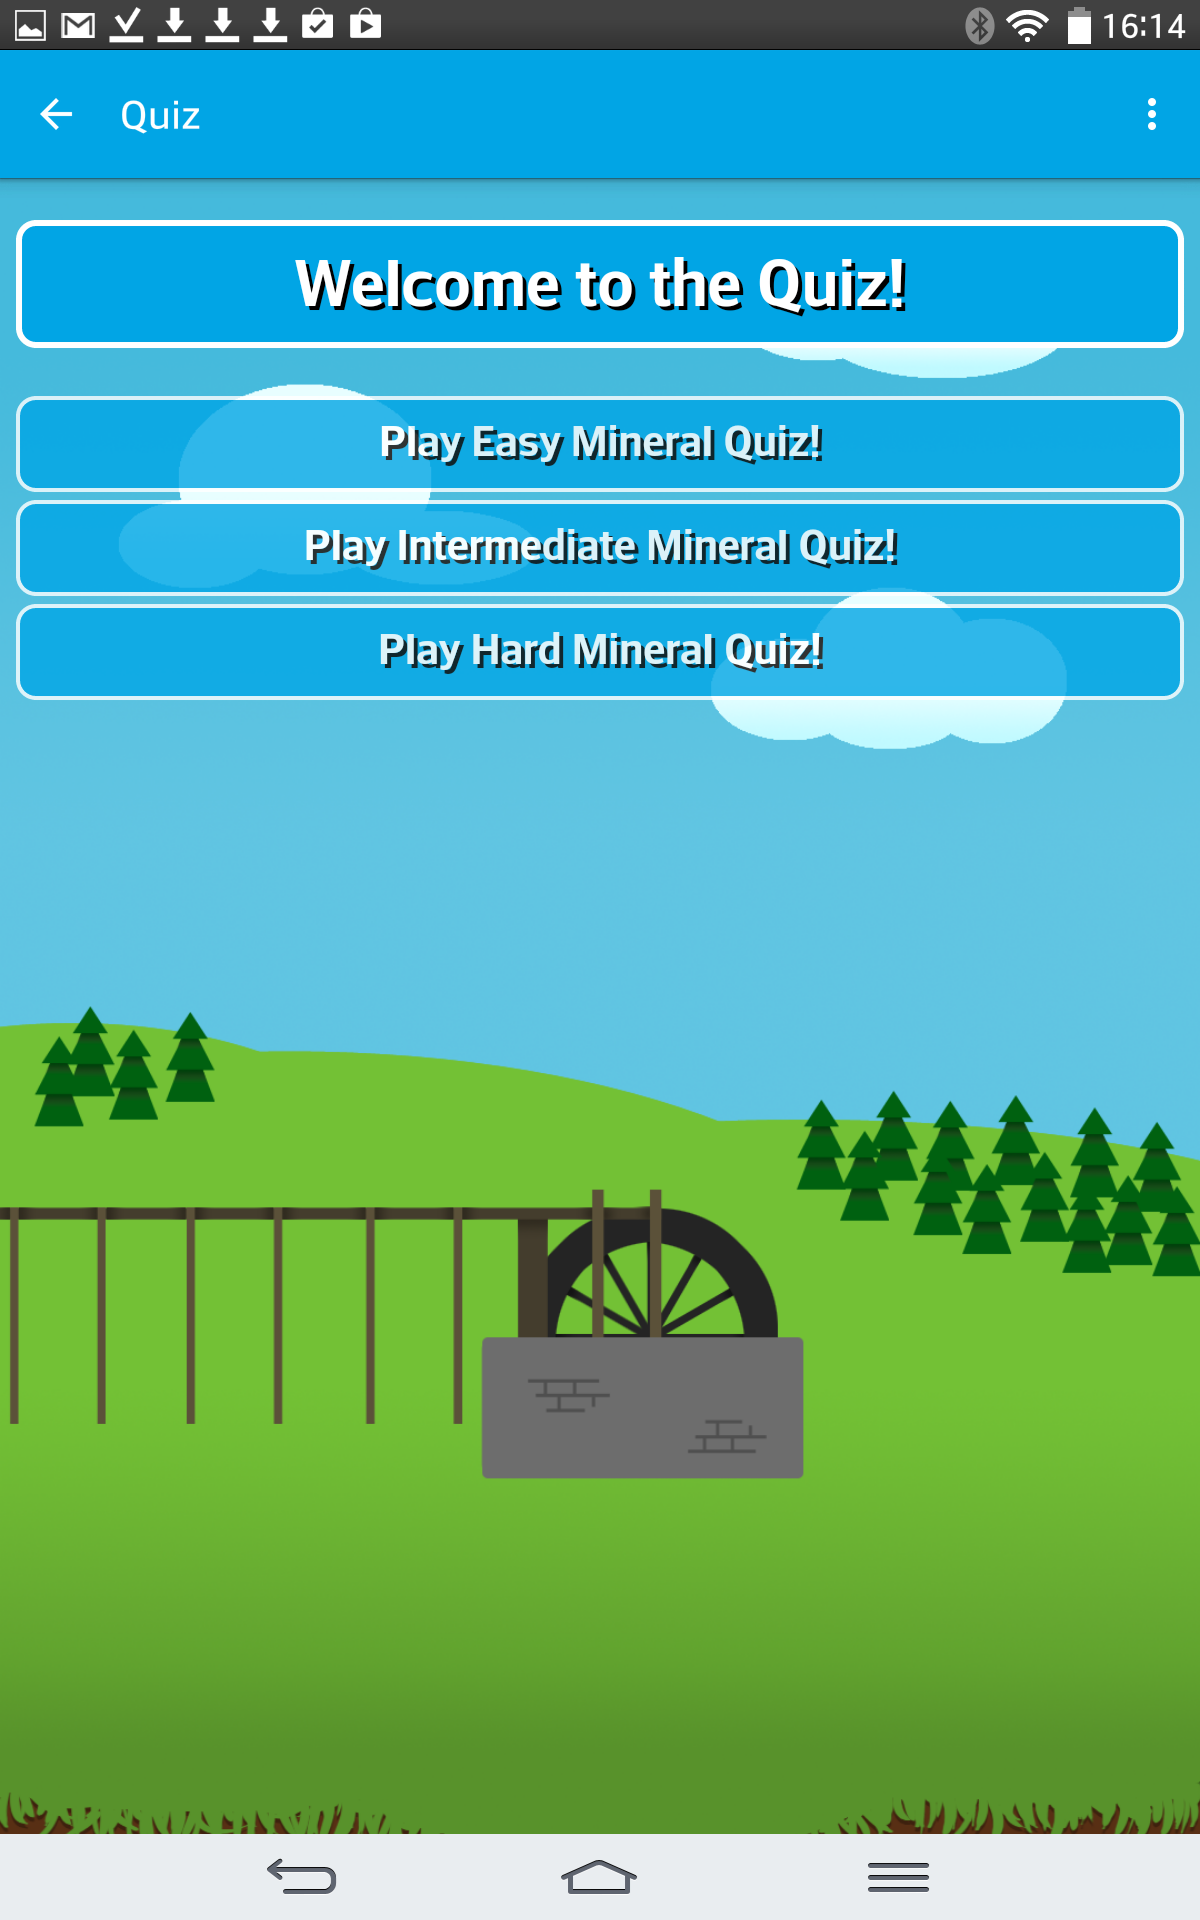 16:14
Quiz
Welcome to the Quiz!
Play Easy Mineral Quiz!
Play Intermediate Mineral Quiz!
Play Hard Mineral Quiz!